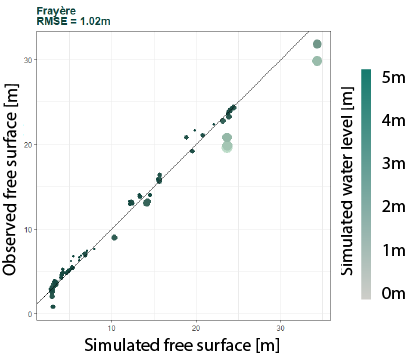 Frayère
RMSE = 1.02m
30
20
10
0
10
20
30
Observed free surface [m]
Simulated free surface [m]
Simulated water level [m]
5m
4m
3m
2m
1m
0m